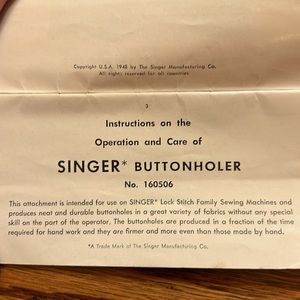 Copyright U.S.A. 1948 by The Singer Manufacturing Co.
All rights reserved for all countries
3
Instructions on the
Operation and Care of
SINGER* BUTTONHOLER
No. 160506
This attachment is intended for use on SINGER* Lock Stitch Family Sewing Machines and
produces neat and durable buttonholes in a great variety of fabrics without any special
skill on the part of the operator. The buttonholes are produced in a fraction of the time
required for hand work and they are firmer and more even than those made by hand.
*A Trade Mark of The Singer Manufacturing Co.